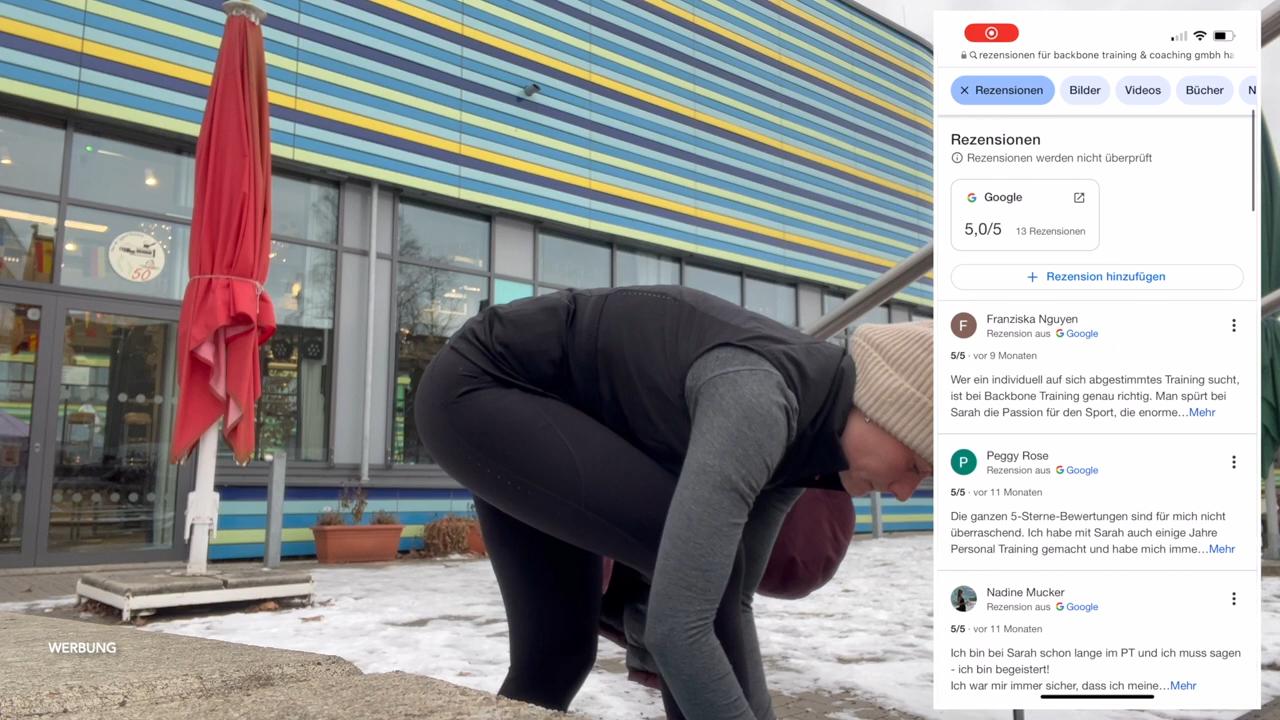 WERBUNG
rezensionen für backbone training & coaching gmbh ha
Rezensionen
Bilder
Videos
Bücher
N
Rezensionen
Rezensionen werden nicht überprüft
Google
5,0/5 13 Rezensionen
Rezension hinzufügen
F
Franziska Nguyen
Rezension aus Google
5/5 · vor 9 Monaten
Wer ein individuell auf sich abgestimmtes Training sucht,
ist bei Backbone Training genau richtig. Man spürt bei
Sarah die Passion für den Sport, die enorme…Mehr
P
Peggy Rose
Rezension aus Google
5/5 · vor 11 Monaten
Die ganzen 5-Sterne-Bewertungen sind für mich nicht
überraschend. Ich habe mit Sarah auch einige Jahre
Personal Training gemacht und habe mich imme…Mehr
Nadine Mucker
Rezension aus Google
5/5 · vor 11 Monaten
Ich bin bei Sarah schon lange im PT und ich muss sagen
- ich bin begeistert!
Ich war mir immer sicher, dass ich meine…Mehr
50